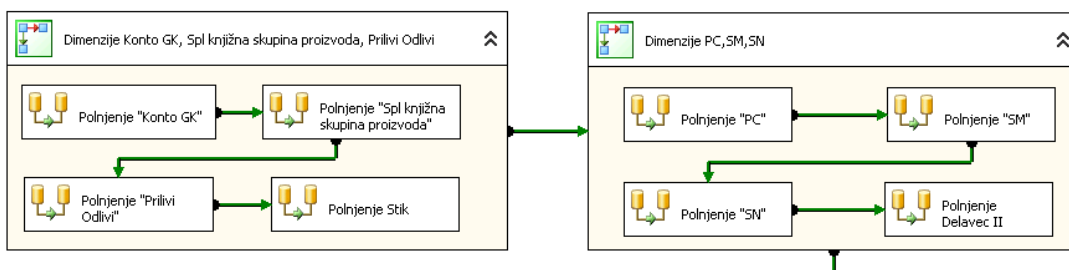 Dimenzije Konto GK, Spl knjižna skupina proizvoda, Prilivi Odlivi
Polnjenje "Konto GK"
Polnjenje "Spl knjižna
skupina proizvoda"
Polnjenje "Prilivi
Odlivi"
Polnjenje Stik
Dimenzije PC,SM,SN
Polnjenje "PC"
Polnjenje "SM"
Polnjenje "SN"
Polnjenje
Delavec II